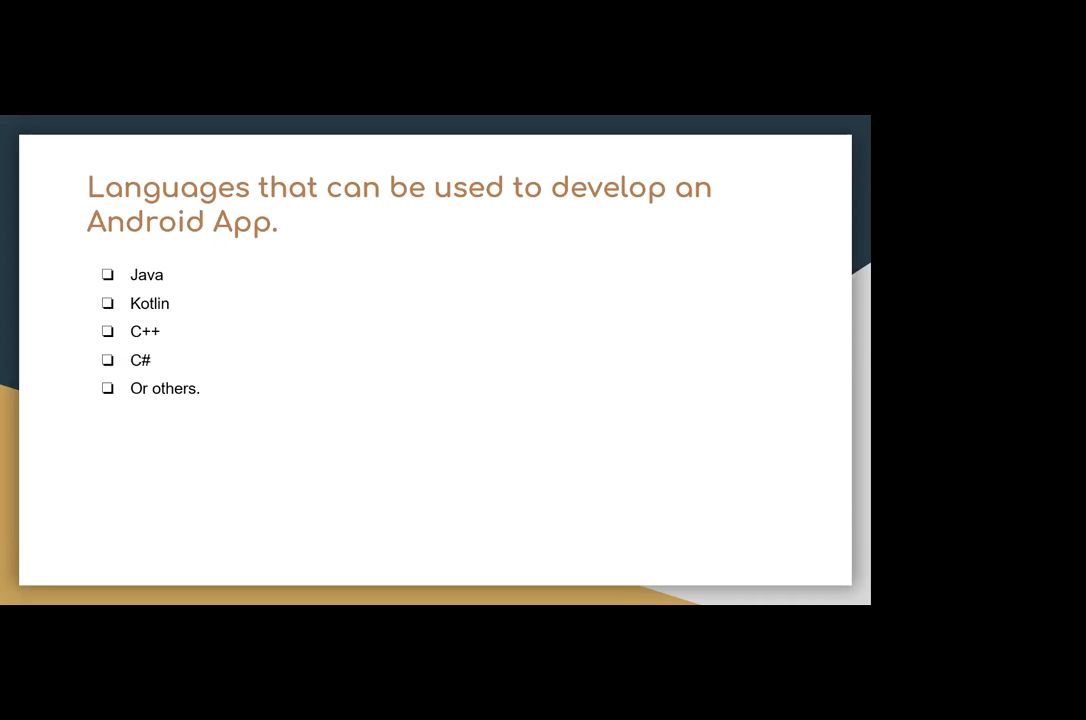 Languages that can be used to develop an
Android App.
❏ Java
❏ Kotlin
❏ C++
❏ C#
❏ Or others.